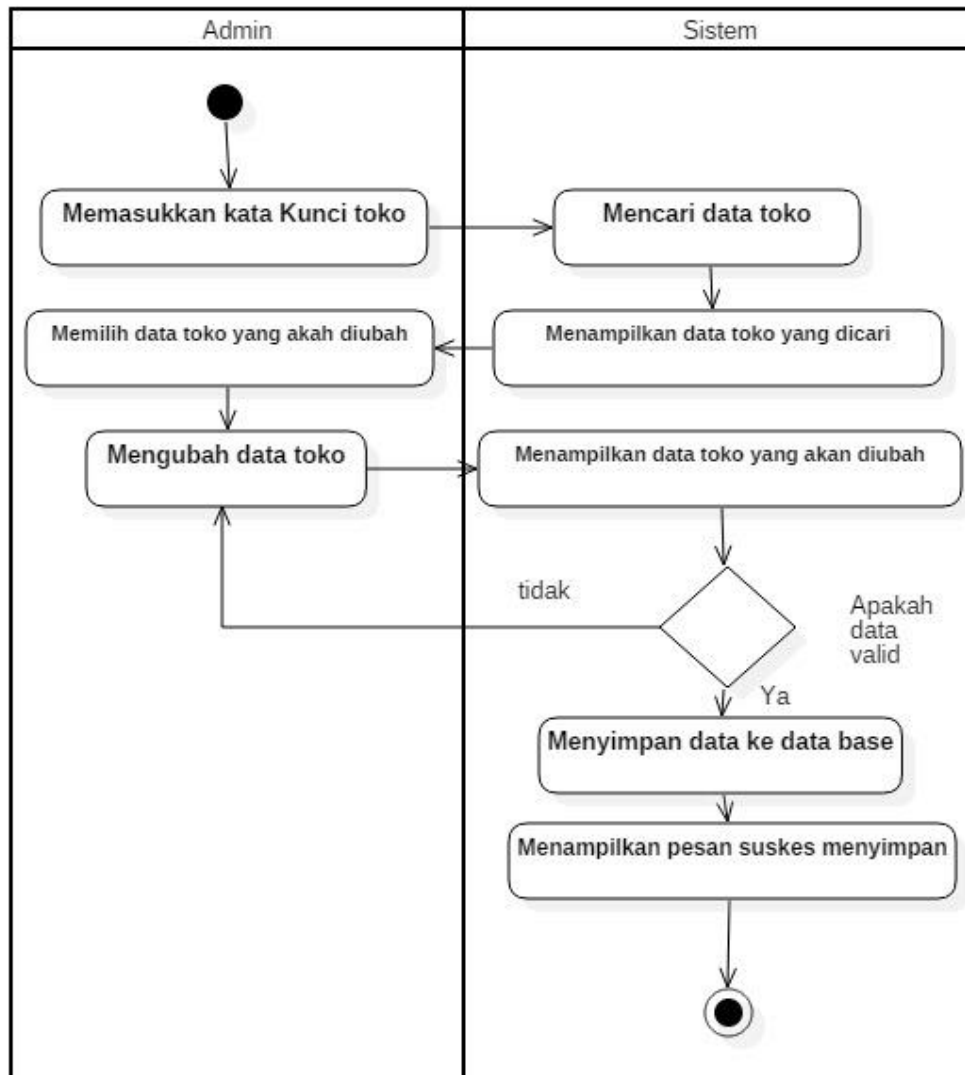 Admin
Sistem
Memasukkan kata Kunci toko
Mencari data toko
Memilih data toko yang akah diubah
Menampilkan data toko yang dicari
Mengubah data toko
Menampilkan data toko yang akan diubah
tidak
Apakah
data
valid
Ya
Menyimpan data ke data base
Menampilkan pesan suskes menyimpan